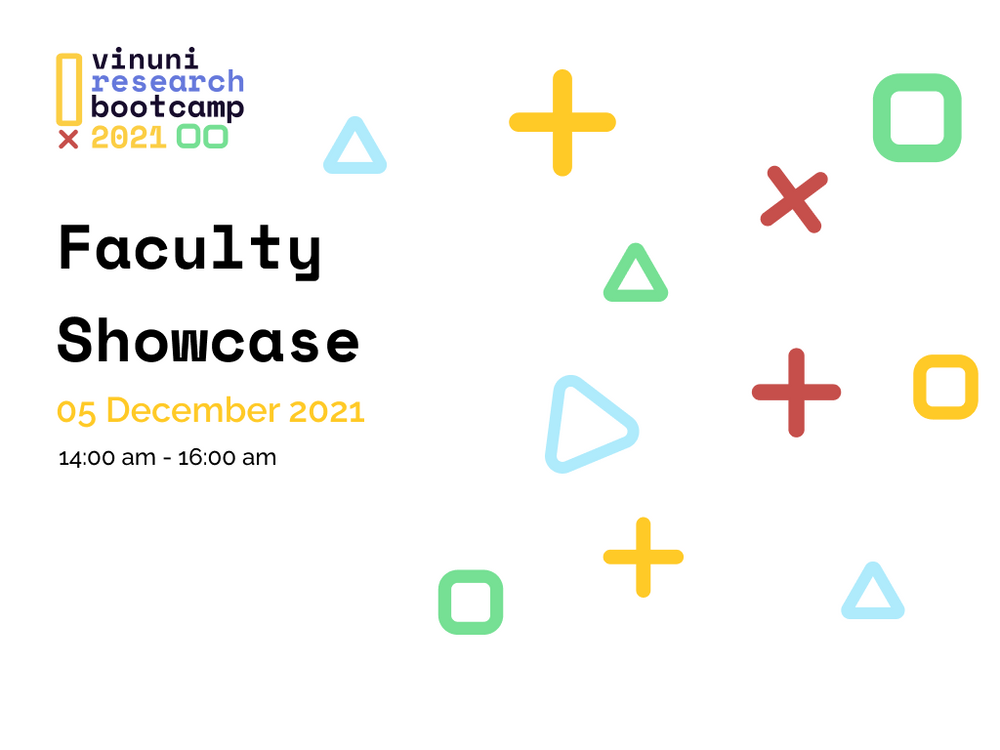 vinuni
research
bootcamp
2021
Faculty
Showcase
05 December 2021
14:00 am - 16:00 am